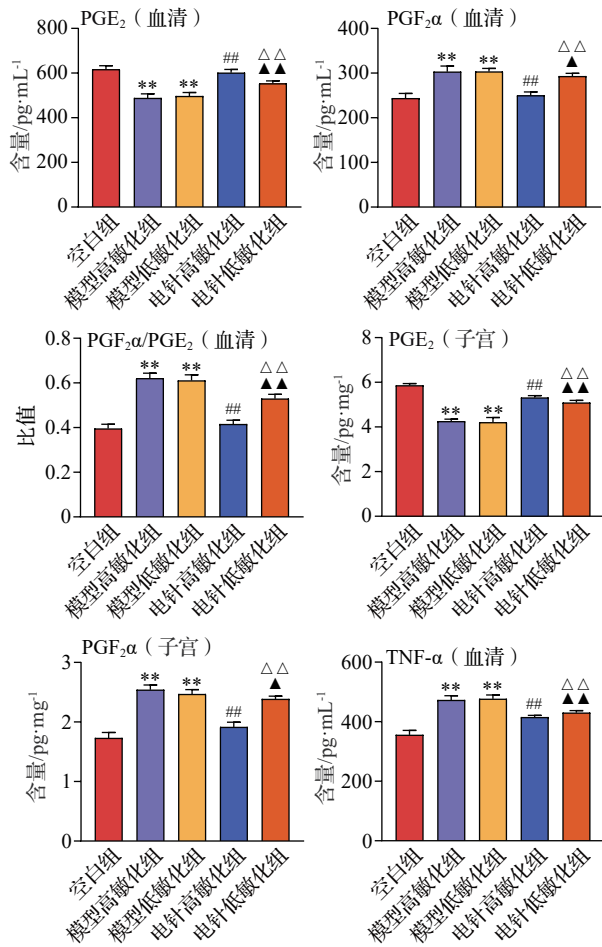 PGE₂（血清）
含量/pg·mL⁻¹
800
600
400
200
0
**
**
##
△△
▲▲
空白组
模型高敏化组
模型低敏化组
电针高敏化组
电针低敏化组
PGF₂α（血清）
含量/pg·mL⁻¹
400
300
200
100
0
**
**
##
△△
▲
空白组
模型高敏化组
模型低敏化组
电针高敏化组
电针低敏化组
PGF₂α/PGE₂（血清）
比值
0.8
0.6
0.4
0.2
0
**
**
##
△△
▲▲
空白组
模型高敏化组
模型低敏化组
电针高敏化组
电针低敏化组
PGE₂（子宫）
含量/pg·mg⁻¹
8
6
4
2
0
**
**
##
△△
▲▲
空白组
模型高敏化组
模型低敏化组
电针高敏化组
电针低敏化组
PGF₂α（子宫）
含量/pg·mg⁻¹
3
2
1
0
**
**
##
△△
▲
空白组
模型高敏化组
模型低敏化组
电针高敏化组
电针低敏化组
TNF-α（血清）
含量/pg·mL⁻¹
600
400
200
0
**
**
##
△△
▲▲
空白组
模型高敏化组
模型低敏化组
电针高敏化组
电针低敏化组